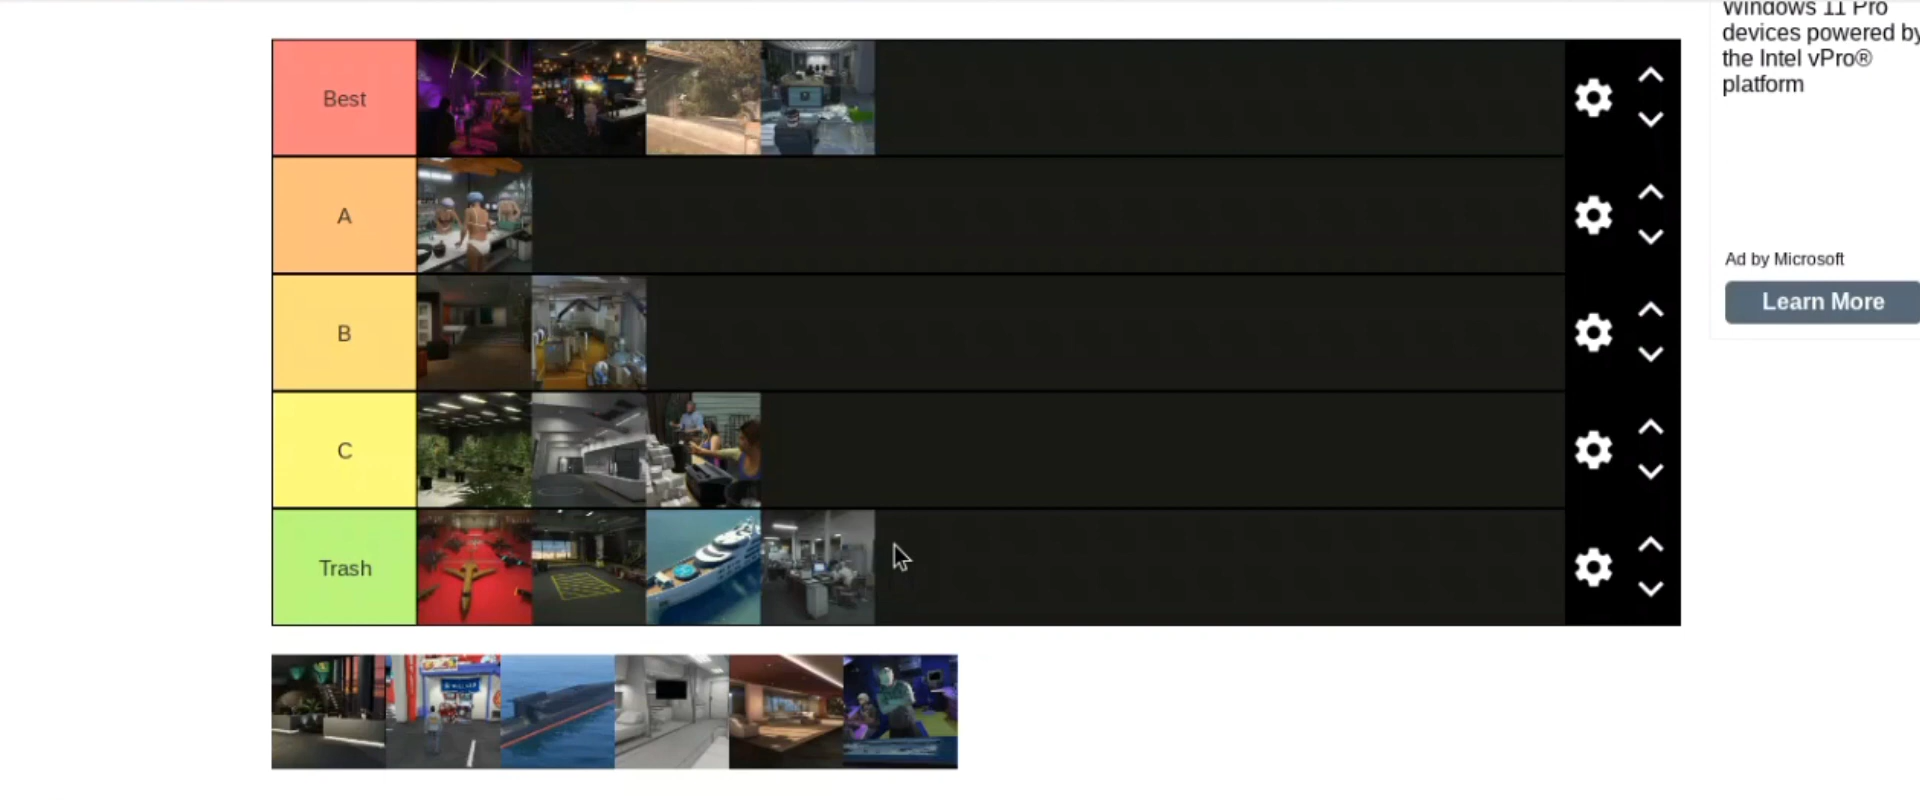 Windows 11 Pro
devices powered by
the Intel vPro®
platform
Best
A
B
C
Trash
Ad by Microsoft
Learn More